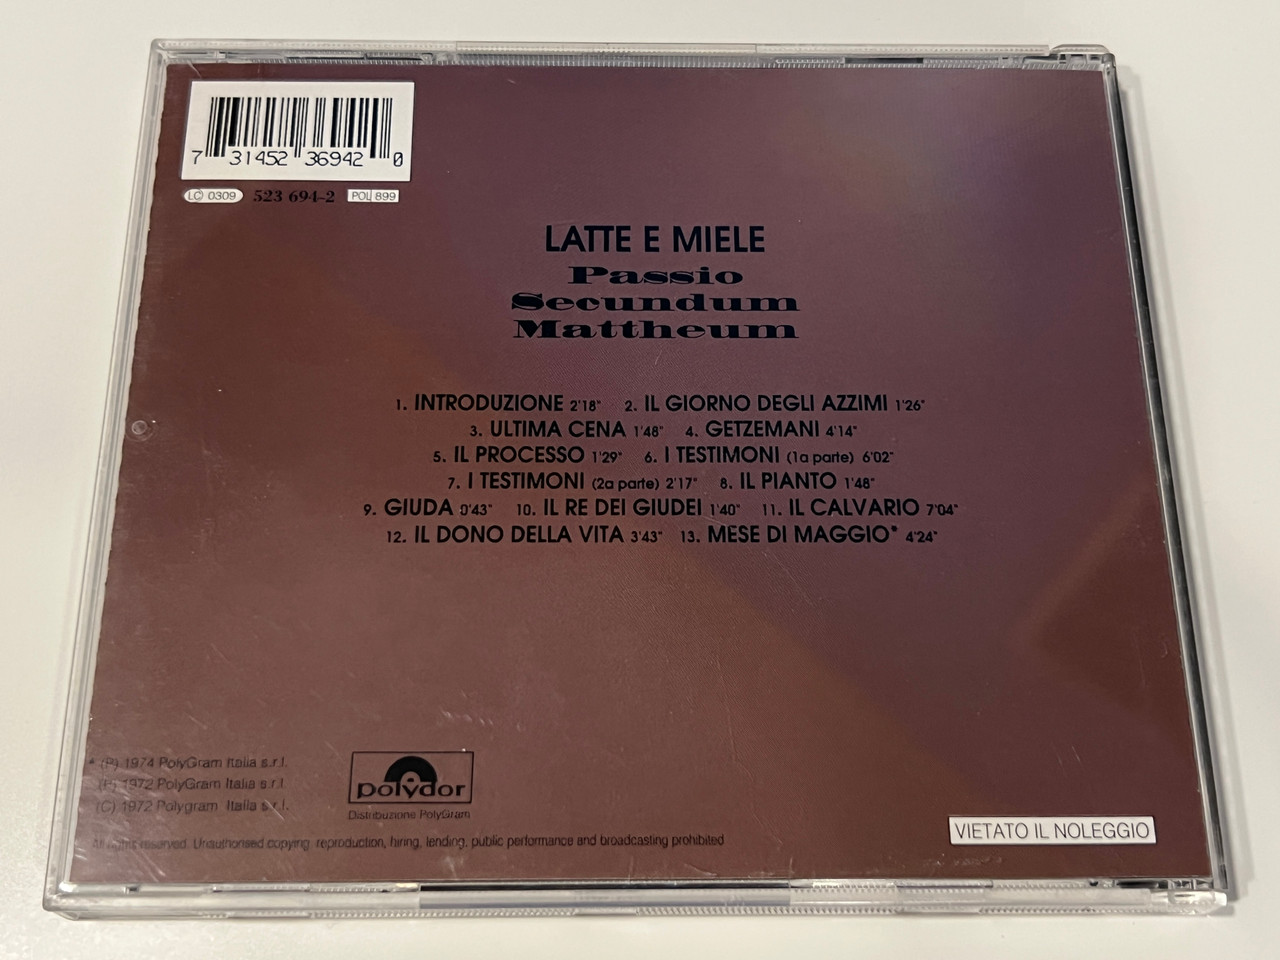 7 31452 36942 0
LC 0309 523 694-2 POL 899
LATTE E MIELE
Passio
Secundum
Mattheum
1. INTRODUZIONE 2'18" 2. IL GIORNO DEGLI AZZIMI 1'26"
3. ULTIMA CENA 1'48" 4. GETZEMANI 4'14"
5. IL PROCESSO 1'29" 6. I TESTIMONI (1a parte) 6'02"
7. I TESTIMONI (2a parte) 2'17" 8. IL PIANTO 1'48"
9. GIUDA 0'43" 10. IL RE DEI GIUDEI 1'40" 11. IL CALVARIO 7'04"
12. IL DONO DELLA VITA 3'43" 13. MESE DI MAGGIO* 4'24"
* (P) 1974 PolyGram Italia s.r.l.
(P) 1972 PolyGram Italia s.r.l
(C) 1972 Polygram Italia s.r.l.
polydor
Distribuzione PolyGram
All rights reserved. Unauthorised copying, reproduction, hiring, lending, public performance and broadcasting prohibited
VIETATO IL NOLEGGIO